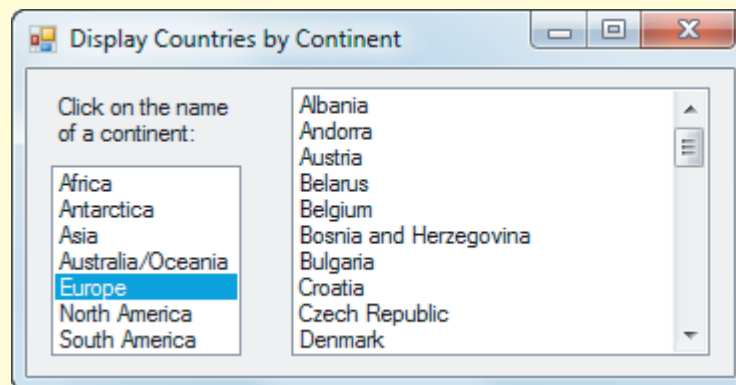 Display Countries by Continent
Click on the name
of a continent:
Africa
Antarctica
Asia
Australia/Oceania
Europe
North America
South America
Albania
Andorra
Austria
Belarus
Belgium
Bosnia and Herzegovina
Bulgaria
Croatia
Czech Republic
Denmark